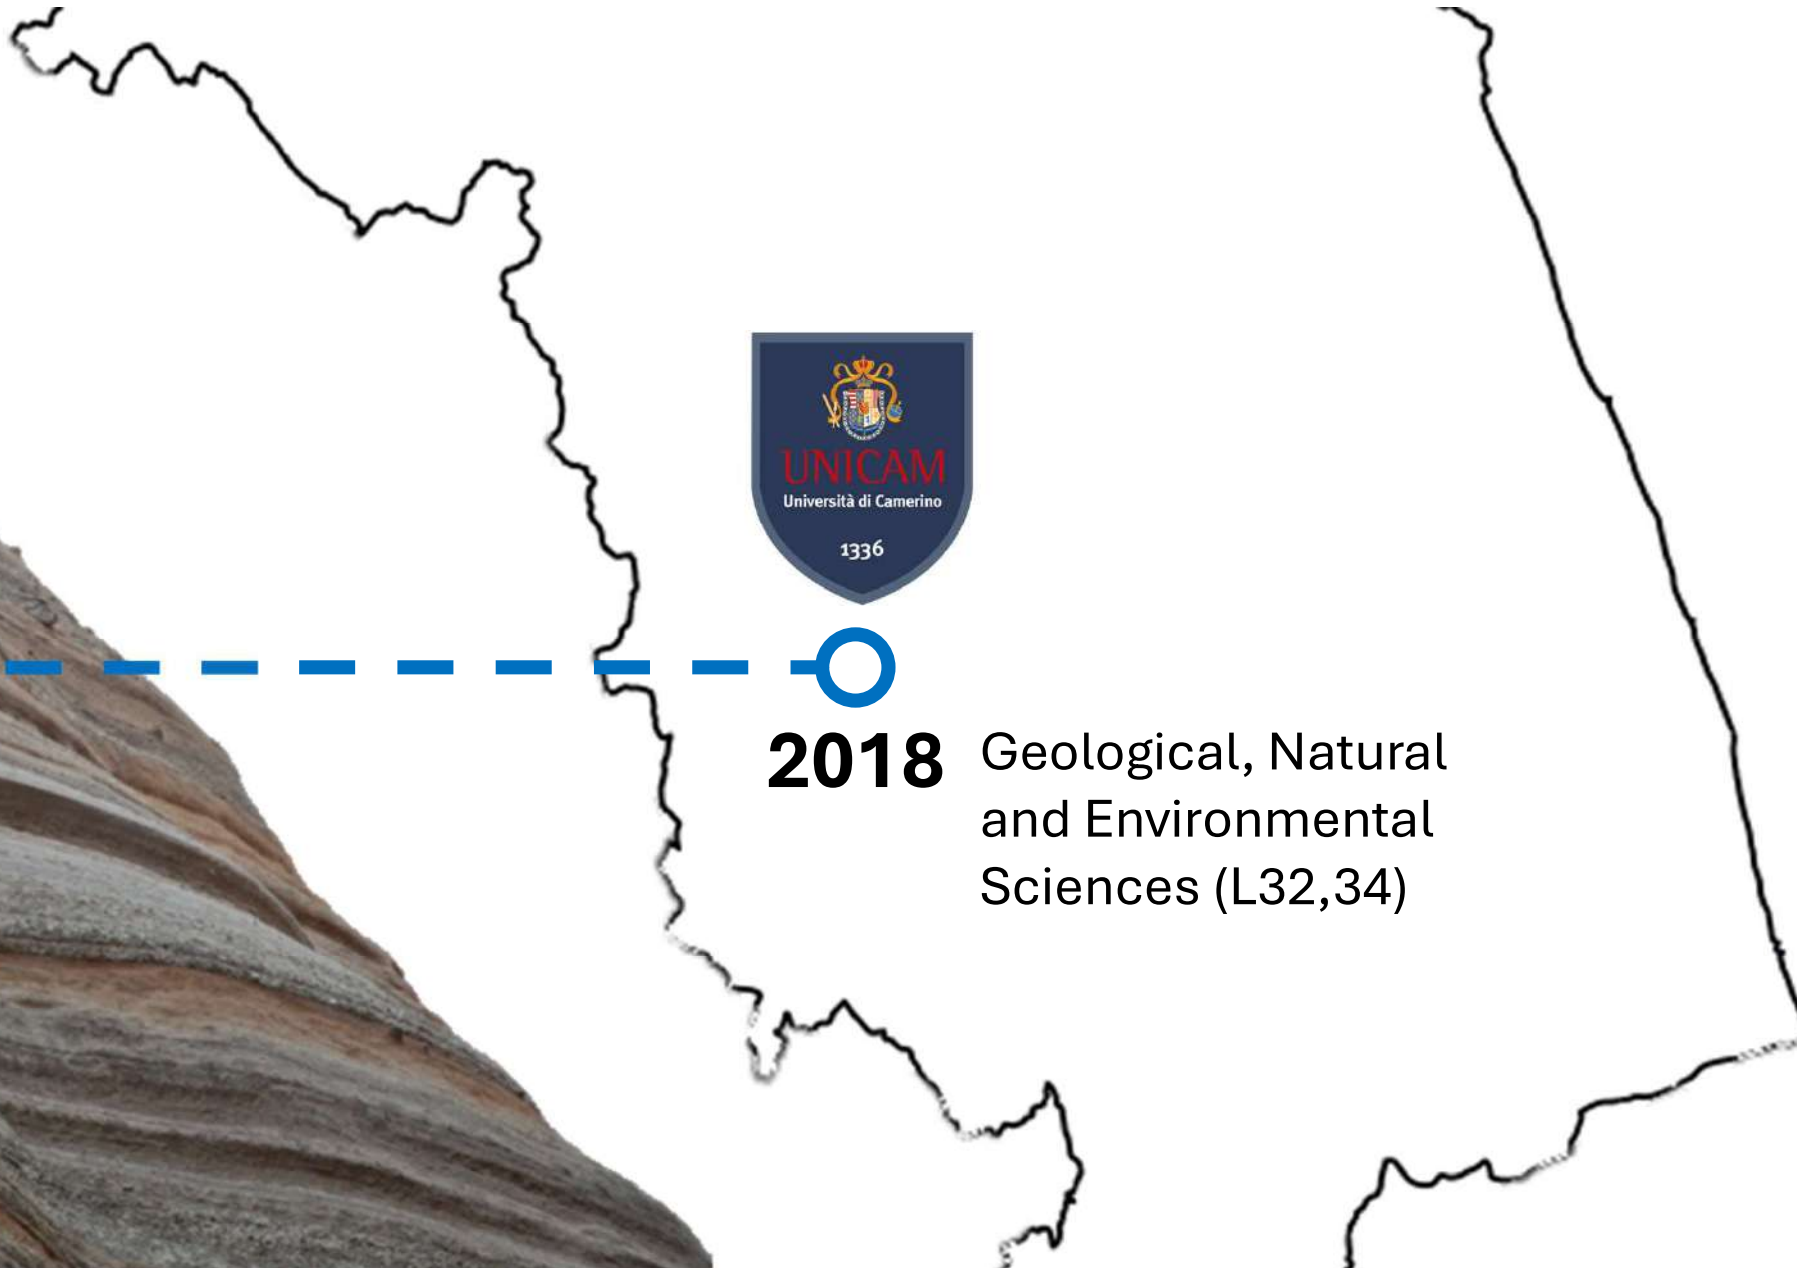 UNICAM
Università di Camerino
1336
2018
Geological, Natural
and Environmental
Sciences (L32,34)